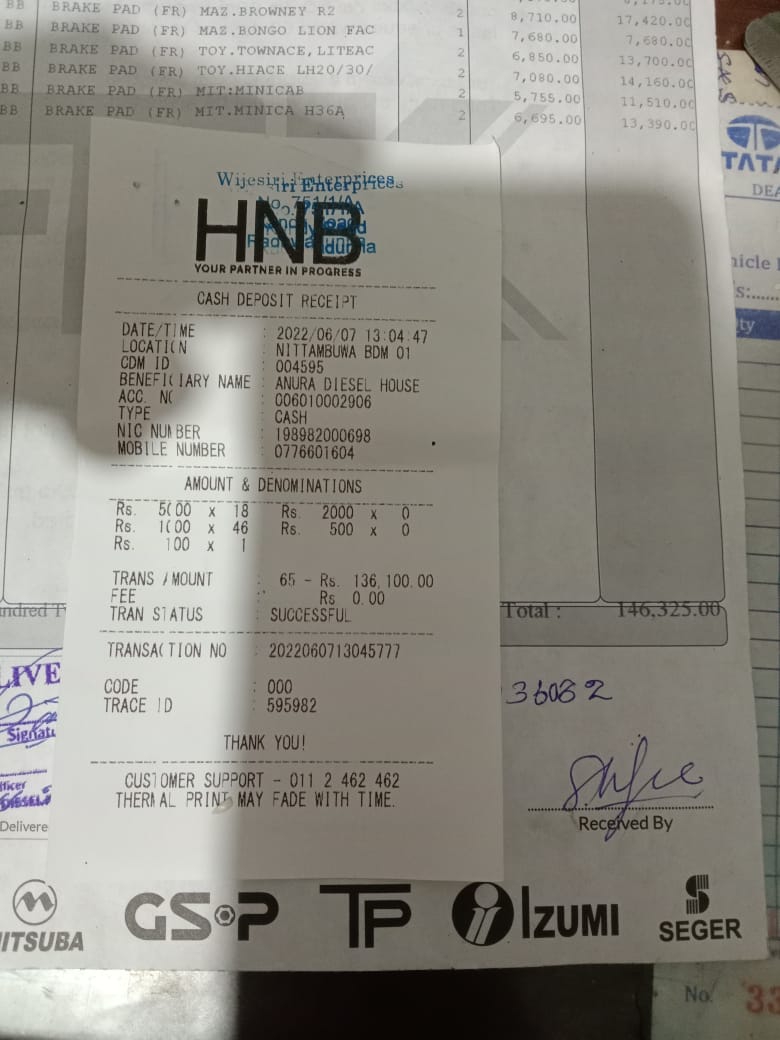 BB BRAKE PAD (FR) MAZ.BROWNEY R2 2 8,710.00 17,420.00
BB BRAKE PAD (FR) MAZ.BONGO LION FAC 1 7,680.00 7,680.00
BB BRAKE PAD (FR) TOY.TOWNACE,LITEAC 2 6,850.00 13,700.00
BB BRAKE PAD (FR) TOY.HIACE LH20/30/ 2 7,080.00 14,160.00
BB BRAKE PAD (FR) MIT:MINICAB 2 5,755.00 11,510.00
BB BRAKE PAD (FR) MIT.MINICA H36A 2 6,695.00 13,390.00
TATA
Wijesiri Enterprices
HNB
YOUR PARTNER IN PROGRESS
CASH DEPOSIT RECEIPT
DATE/TIME : 2022/06/07 13:04:47
LOCATION : NITTAMBUWA BDM 01
CDM ID : 004595
BENEFICIARY NAME : ANURA DIESEL HOUSE
ACC. NO : 006010002906
TYPE : CASH
NIC NUMBER : 198982000698
MOBILE NUMBER : 0776601604
AMOUNT & DENOMINATIONS
Rs. 5000 x 18 Rs. 2000 x 0
Rs. 1000 x 46 Rs. 500 x 0
Rs. 100 x 1
TRANS AMOUNT : 65 - Rs. 136,100.00
FEE : Rs 0.00
TRAN STATUS : SUCCESSFUL
Total : 146,325.00
TRANSACTION NO : 2022060713045777
CODE : 000
TRACE ID : 595982
36082
THANK YOU!
CUSTOMER SUPPORT - 011 2 462 462
THERMAL PRINT MAY FADE WITH TIME.
Received By
GSP TP IZUMI SEGER
No. 33